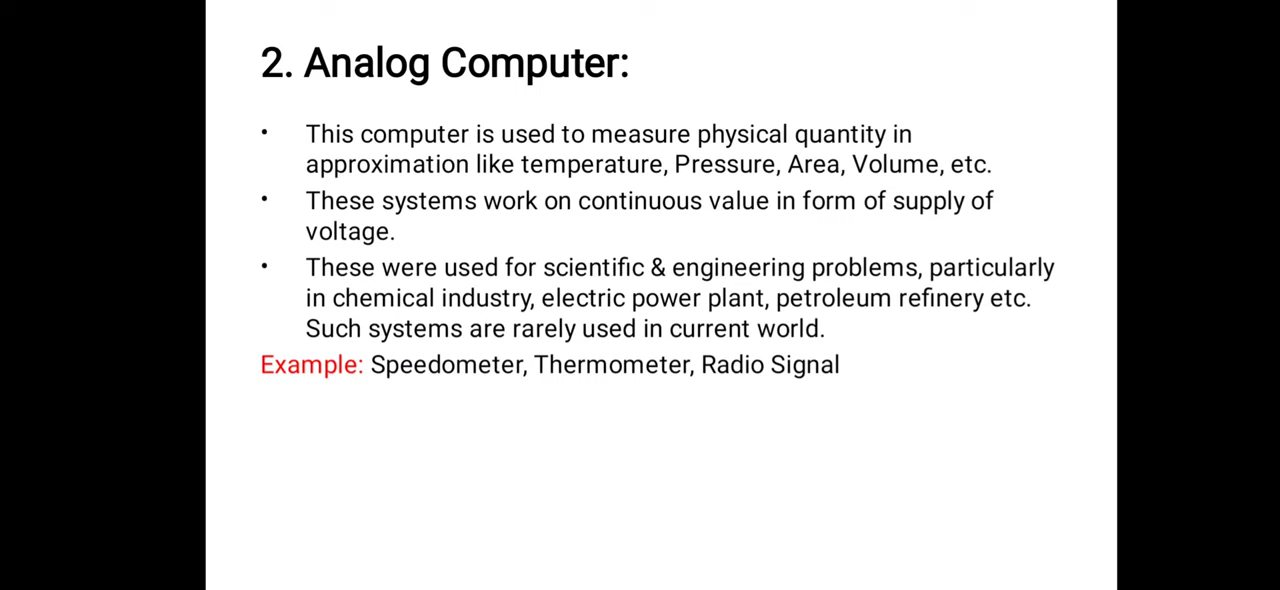 2. Analog Computer:
• This computer is used to measure physical quantity in
approximation like temperature, Pressure, Area, Volume, etc.
• These systems work on continuous value in form of supply of
voltage.
• These were used for scientific & engineering problems, particularly
in chemical industry, electric power plant, petroleum refinery etc.
Such systems are rarely used in current world.
Example: Speedometer, Thermometer, Radio Signal